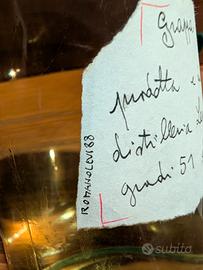 Grappa
prodotta
distilleria
gradi 51
ROMANOLEVI88
subito